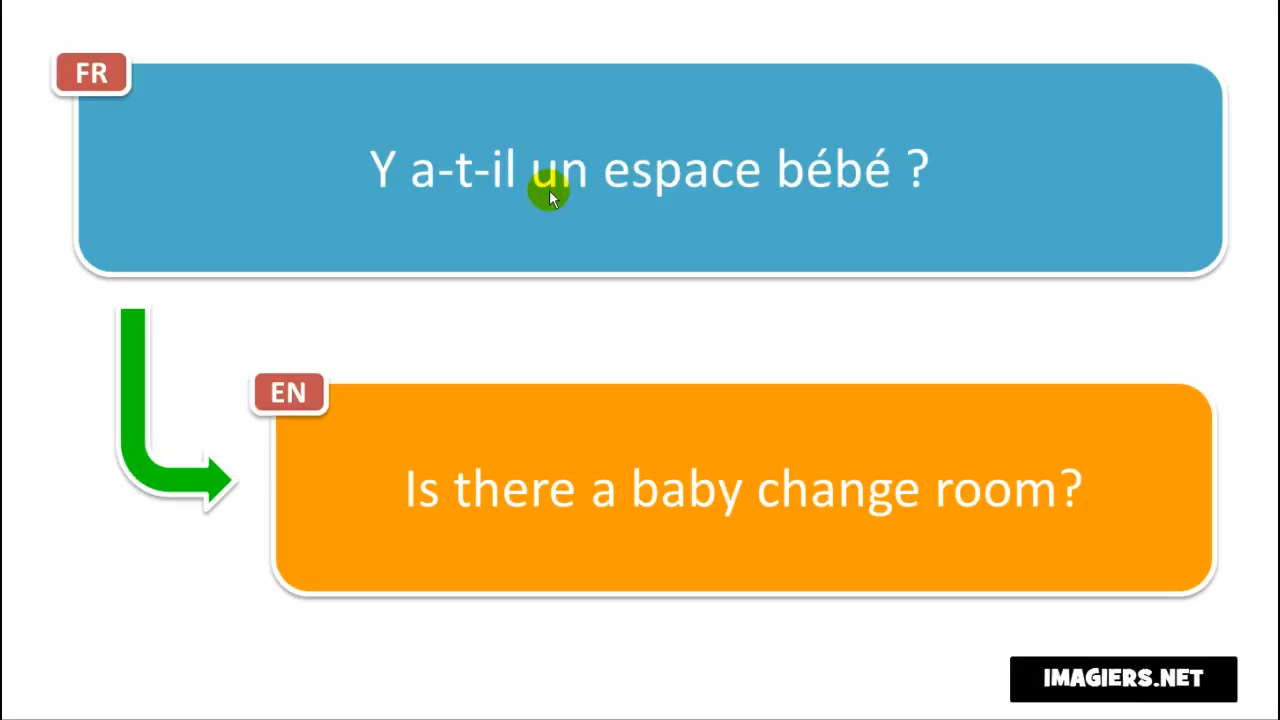 FR
Y a-t-il un espace bébé ?
EN
Is there a baby change room?
IMAGIERS.NET